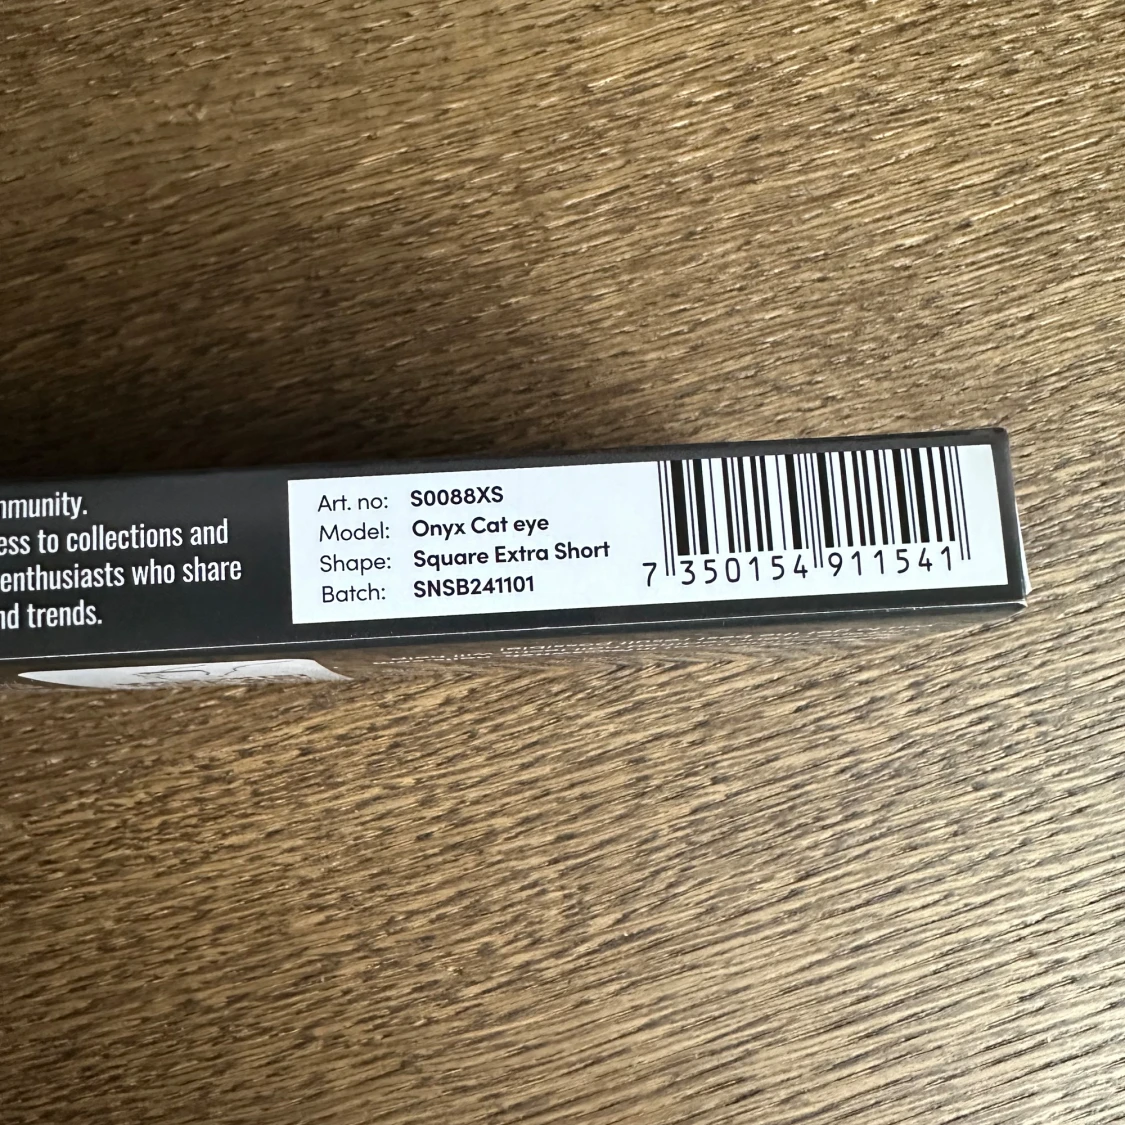 mmunity.
ess to collections and
enthusiasts who share
nd trends.
Art. no: S0088XS
Model: Onyx Cat eye
Shape: Square Extra Short
Batch: SNSB241101
7 350154 911541